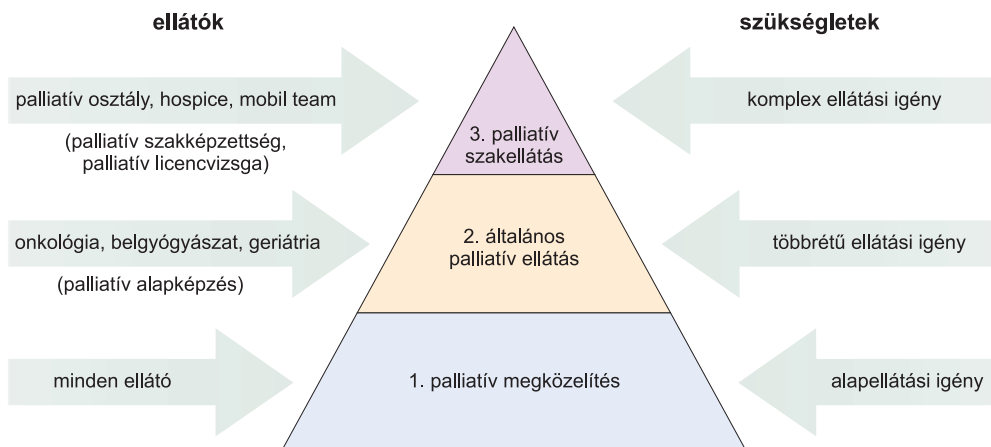 ellátók
szükségletek
palliatív osztály, hospice, mobil team
(palliatív szakképzettség,
palliatív licencvizsga)
3. palliatív
szakellátás
komplex ellátási igény
onkológia, belgyógyászat, geriátria
(palliatív alapképzés)
2. általános
palliatív ellátás
többrétű ellátási igény
minden ellátó
1. palliatív megközelítés
alapellátási igény